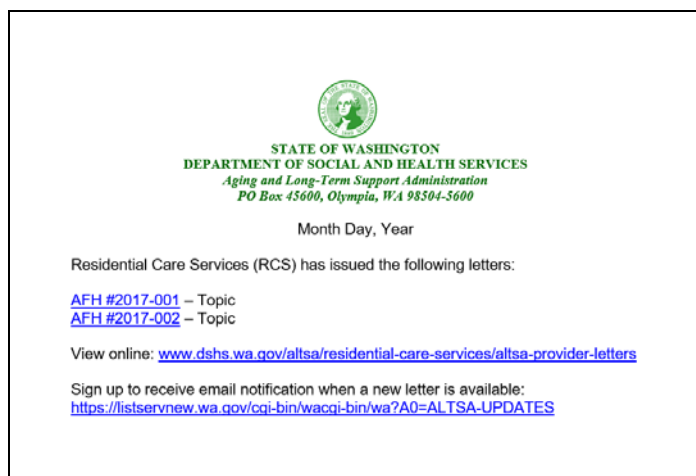 STATE OF WASHINGTON
DEPARTMENT OF SOCIAL AND HEALTH SERVICES
Aging and Long-Term Support Administration
PO Box 45600, Olympia, WA 98504-5600
Month Day, Year
Residential Care Services (RCS) has issued the following letters:
AFH #2017-001 – Topic
AFH #2017-002 – Topic
View online: www.dshs.wa.gov/altsa/residential-care-services/altsa-provider-letters
Sign up to receive email notification when a new letter is available:
https://listservnew.wa.gov/cgi-bin/wacgi-bin/wa?A0=ALTSA-UPDATES